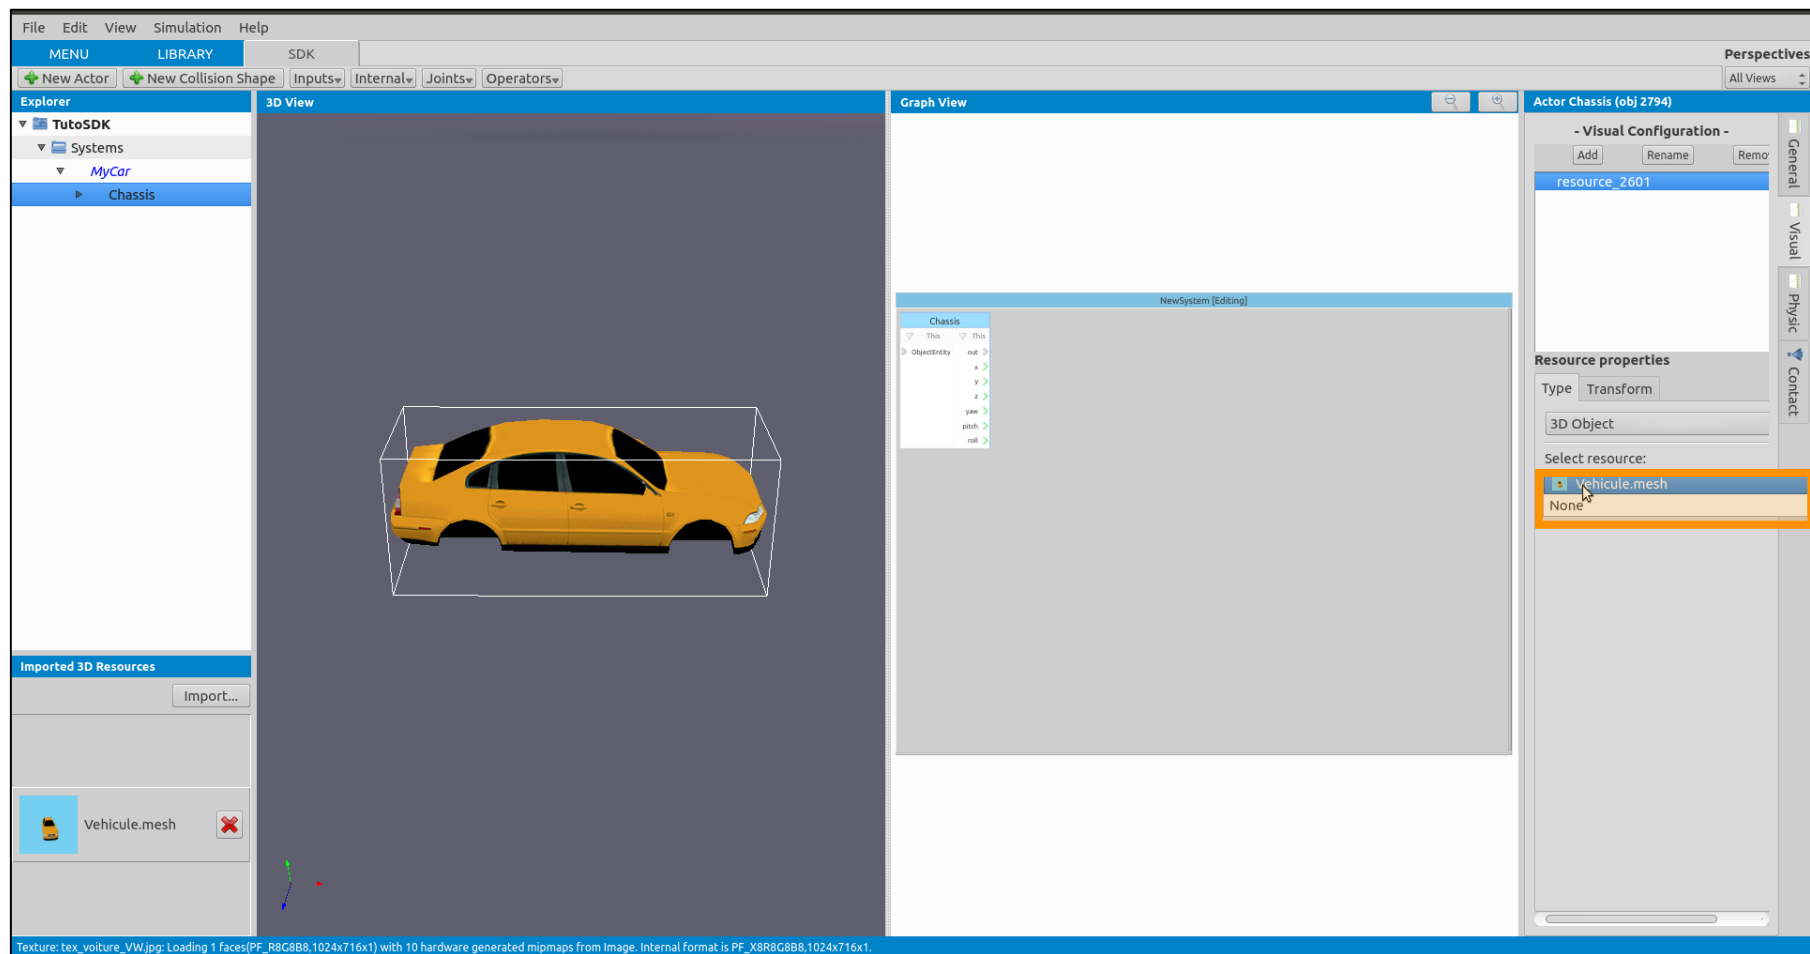 File Edit View Simulation Help
MENU LIBRARY SDK
Perspectives
New Actor New Collision Shape Inputs Internal Joints Operators
All Views
Explorer
TutoSDK
Systems
MyCar
Chassis
Imported 3D Resources
Import...
Vehicule.mesh
3D View
Graph View
NewSystem [Editing]
Chassis
This This
ObjectEntity out
x
y
z
yaw
pitch
roll
Actor Chassis (obj 2794)
- Visual Configuration -
Add Rename Remo
resource_2601
Resource properties
Type Transform
3D Object
Select resource:
Vehicule.mesh
None
General
Visual
Physic
Contact
Texture: tex_voiture_VW.jpg: Loading 1 faces(PF_R8G8B8,1024x716x1) with 10 hardware generated mipmaps from Image. Internal format is PF_X8R8G8B8,1024x716x1.